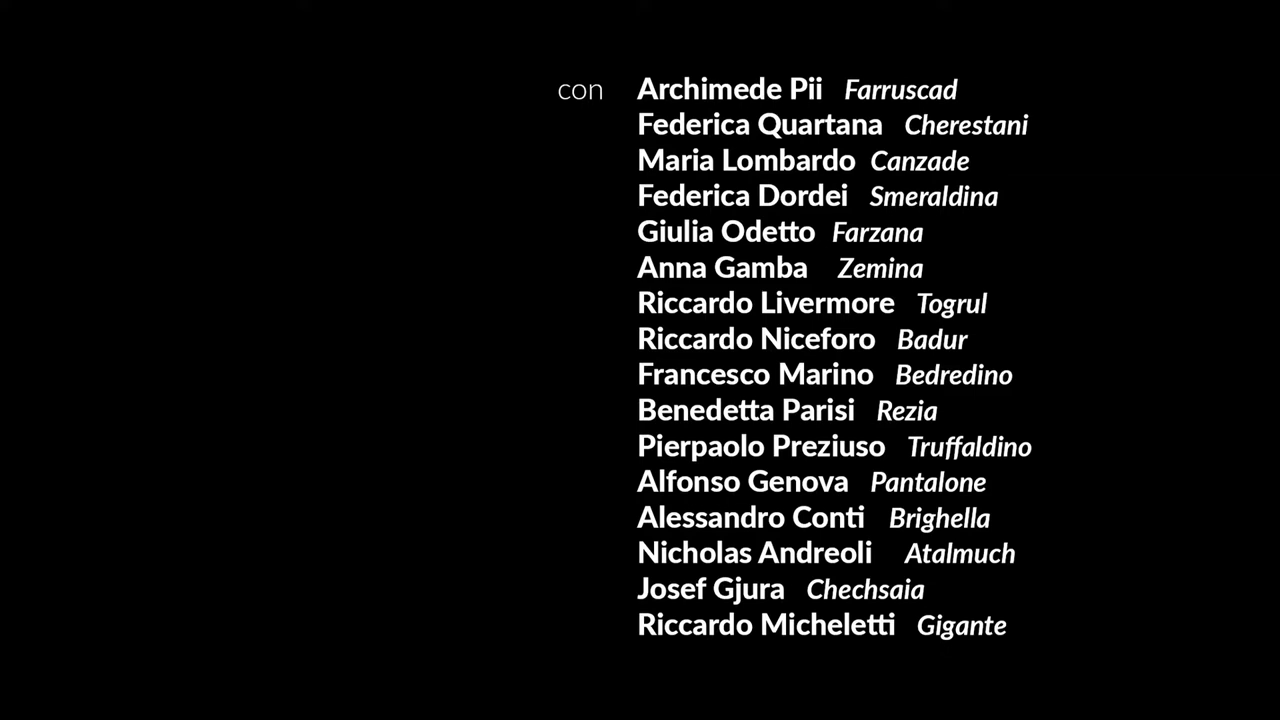 con Archimede Pii Farruscad
Federica Quartana Cherestani
Maria Lombardo Canzade
Federica Dordei Smeraldina
Giulia Odetto Farzana
Anna Gamba Zemina
Riccardo Livermore Togrul
Riccardo Niceforo Badur
Francesco Marino Bedredino
Benedetta Parisi Rezia
Pierpaolo Preziuso Truffaldino
Alfonso Genova Pantalone
Alessandro Conti Brighella
Nicholas Andreoli Atalmuch
Josef Gjura Chechsaia
Riccardo Micheletti Gigante